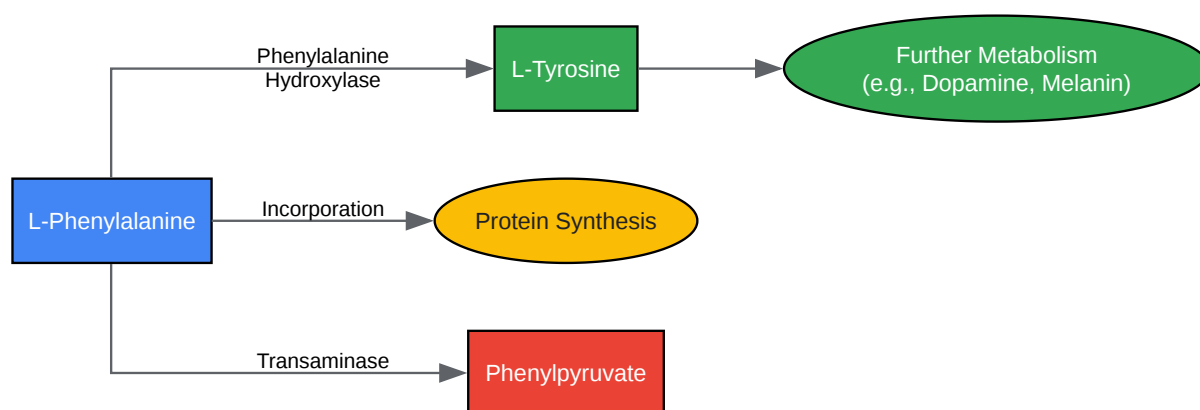 Phenylalanine
Hydroxylase
L-Tyrosine
Further Metabolism
(e.g., Dopamine, Melanin)
L-Phenylalanine
Incorporation
Protein Synthesis
Transaminase
Phenylpyruvate